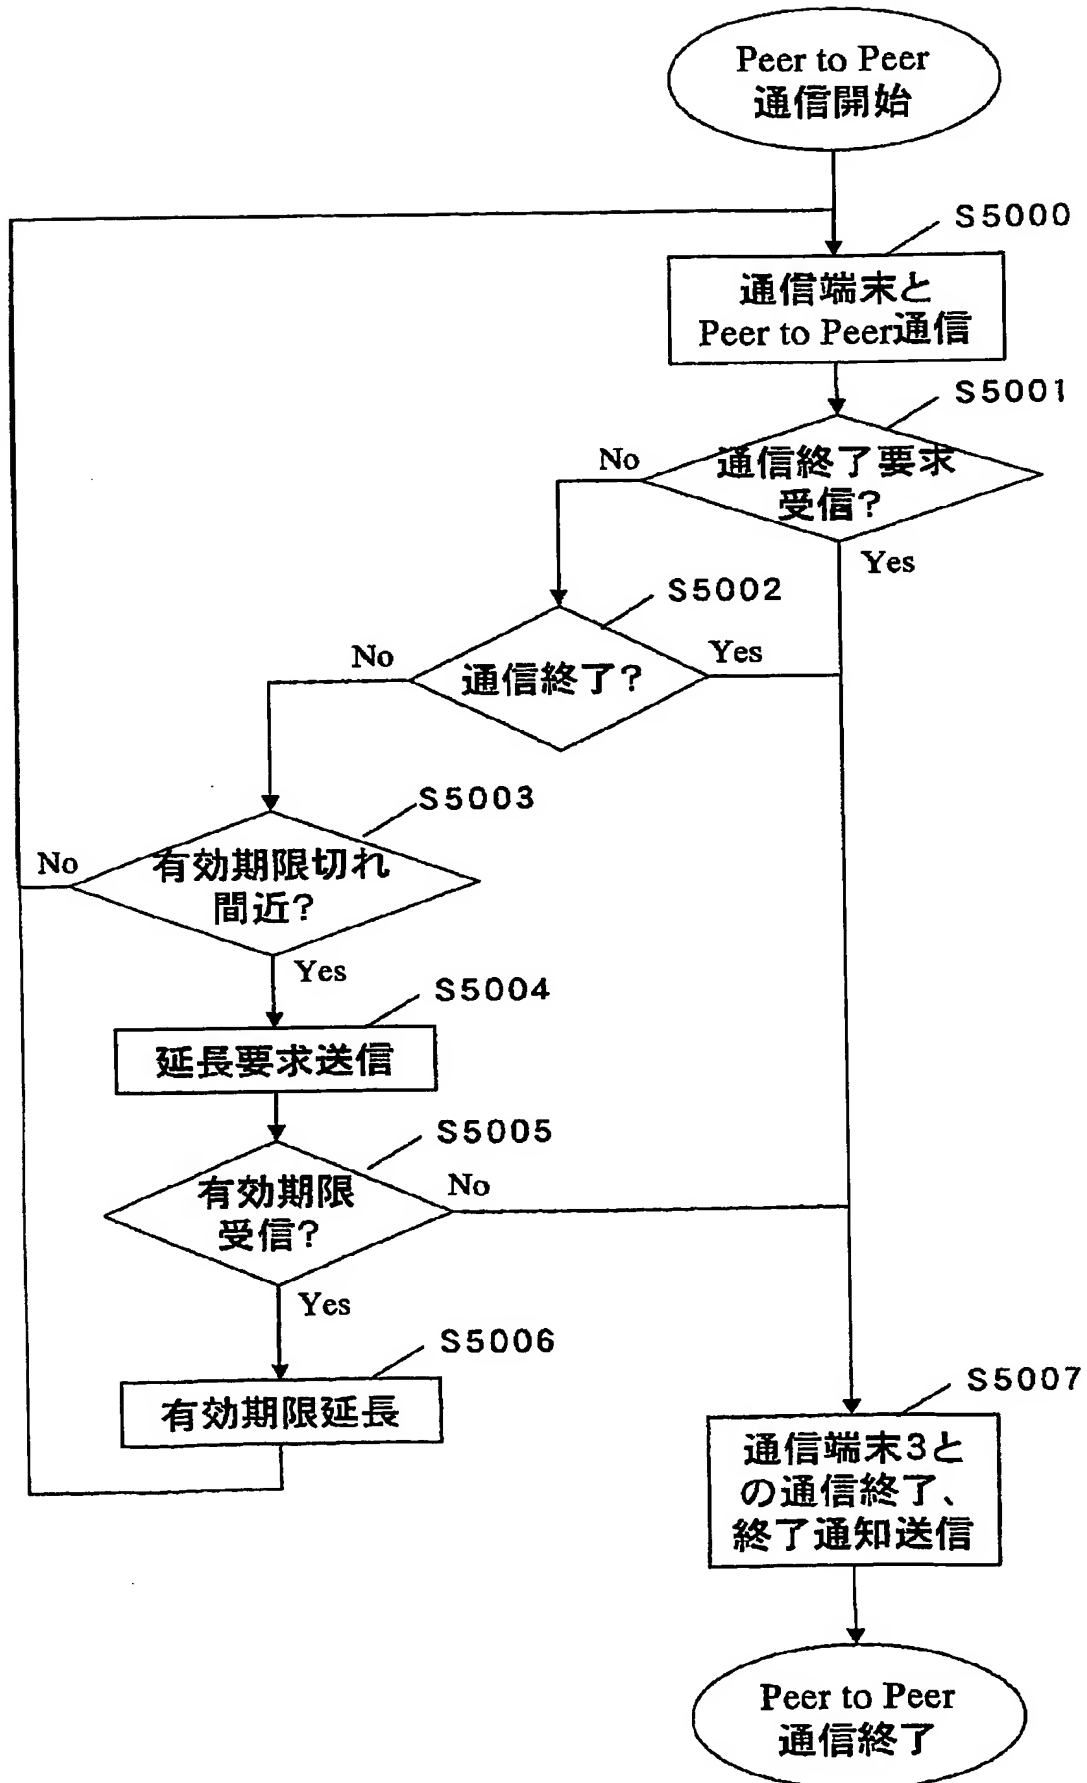 Peer to Peer
通信開始
S5000
通信端末と
Peer to Peer通信
S5001
通信終了要求
受信?
No
Yes
S5002
通信終了?
No
Yes
S5003
有効期限切れ
間近?
No
Yes
S5004
延長要求送信
S5005
有効期限
受信?
No
Yes
S5006
有効期限延長
S5007
通信端末3と
の通信終了、
終了通知送信
Peer to Peer
通信終了